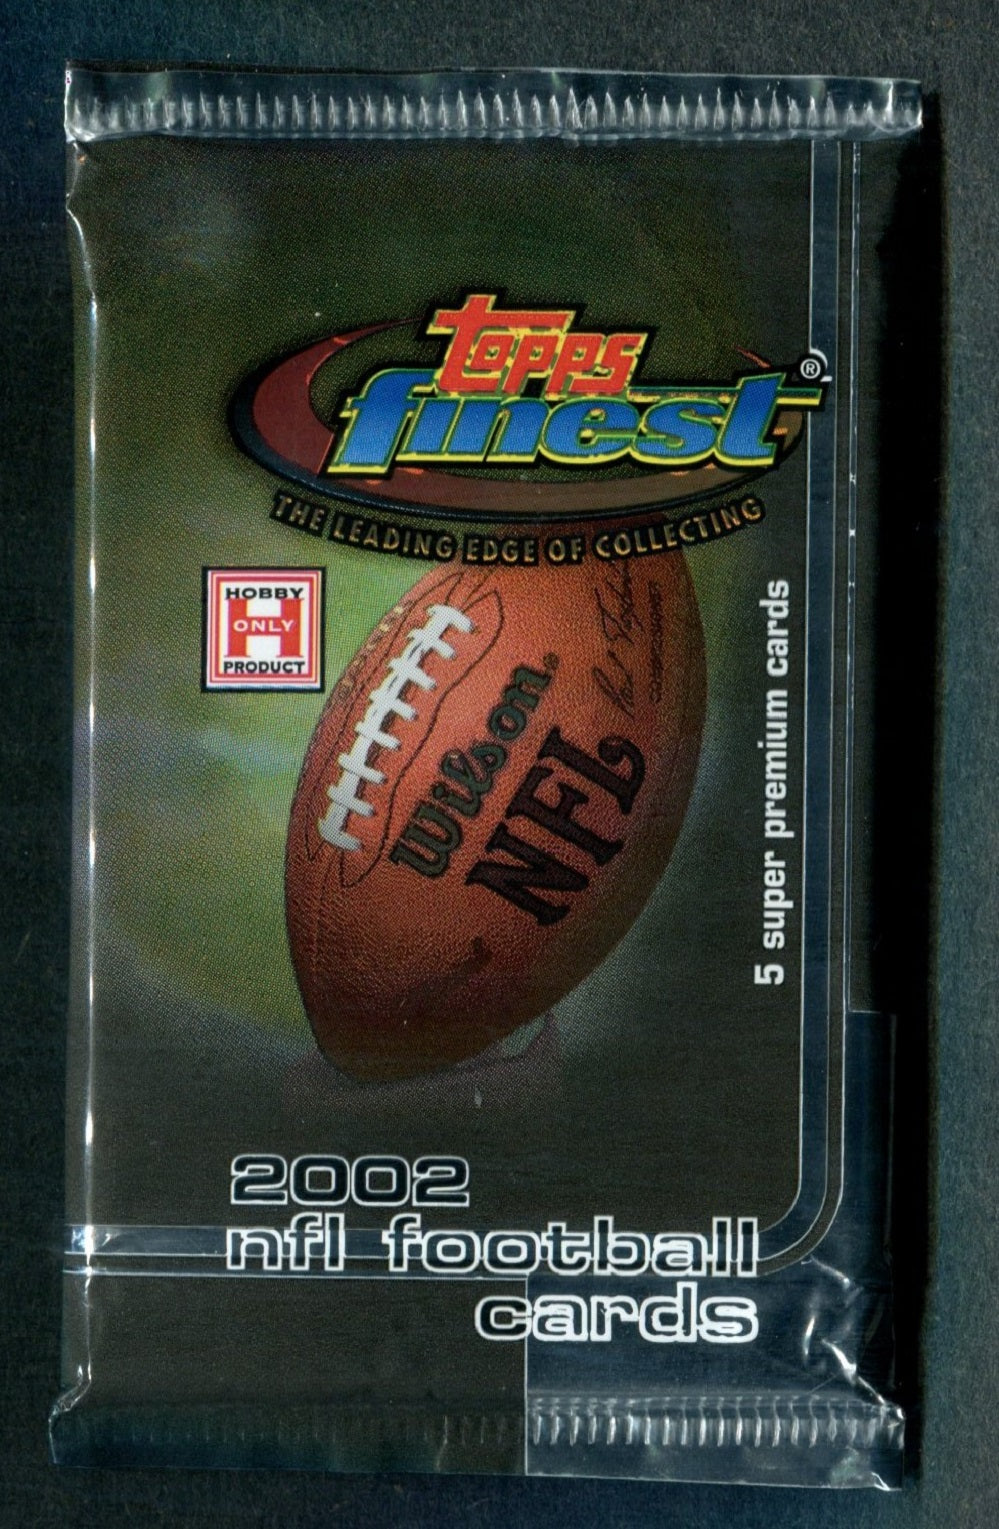 topps
finest®
THE LEADING EDGE OF COLLECTING
HOBBY
ONLY
PRODUCT
Wilson®
NFL
5 super premium cards
2002
nfl football
cards